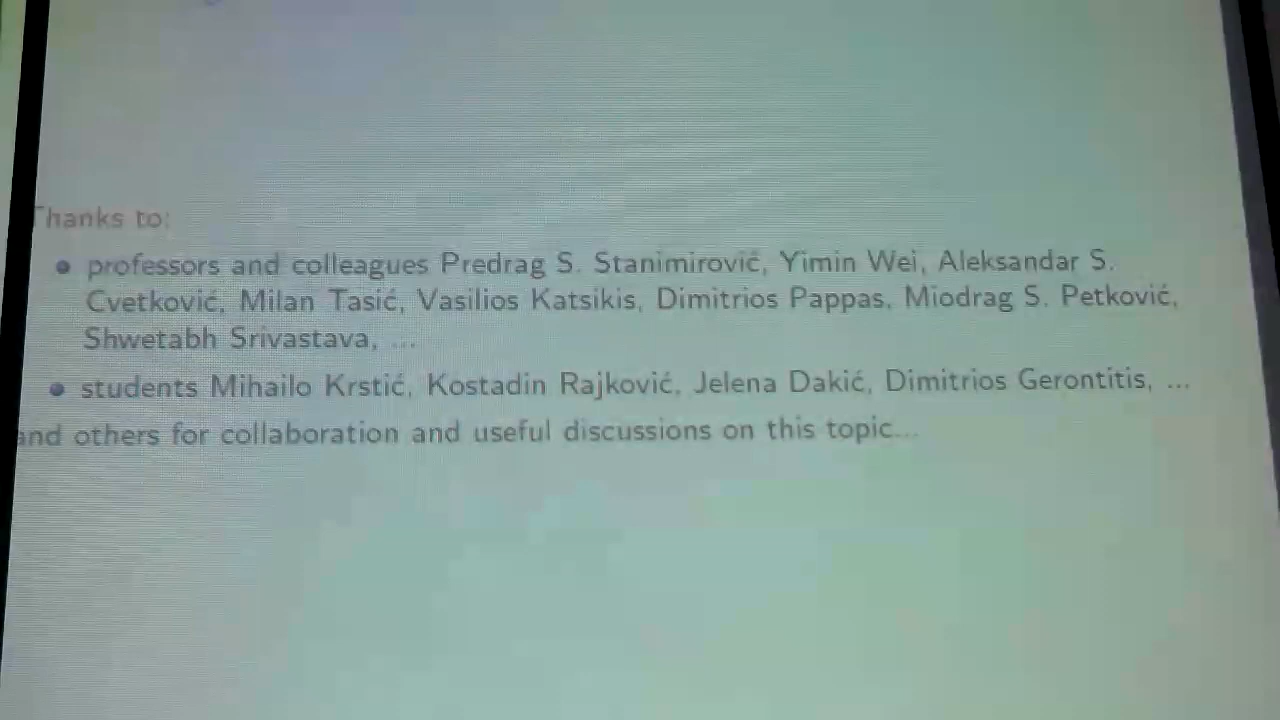 Thanks to:
• professors and colleagues Predrag S. Stanimirović, Yimin Wei, Aleksandar S.
Cvetković, Milan Tasić, Vasilios Katsikis, Dimitrios Pappas, Miodrag S. Petković,
Shwetabh Srivastava, ...
• students Mihailo Krstić, Kostadin Rajković, Jelena Dakić, Dimitrios Gerontitis, ...
and others for collaboration and useful discussions on this topic...